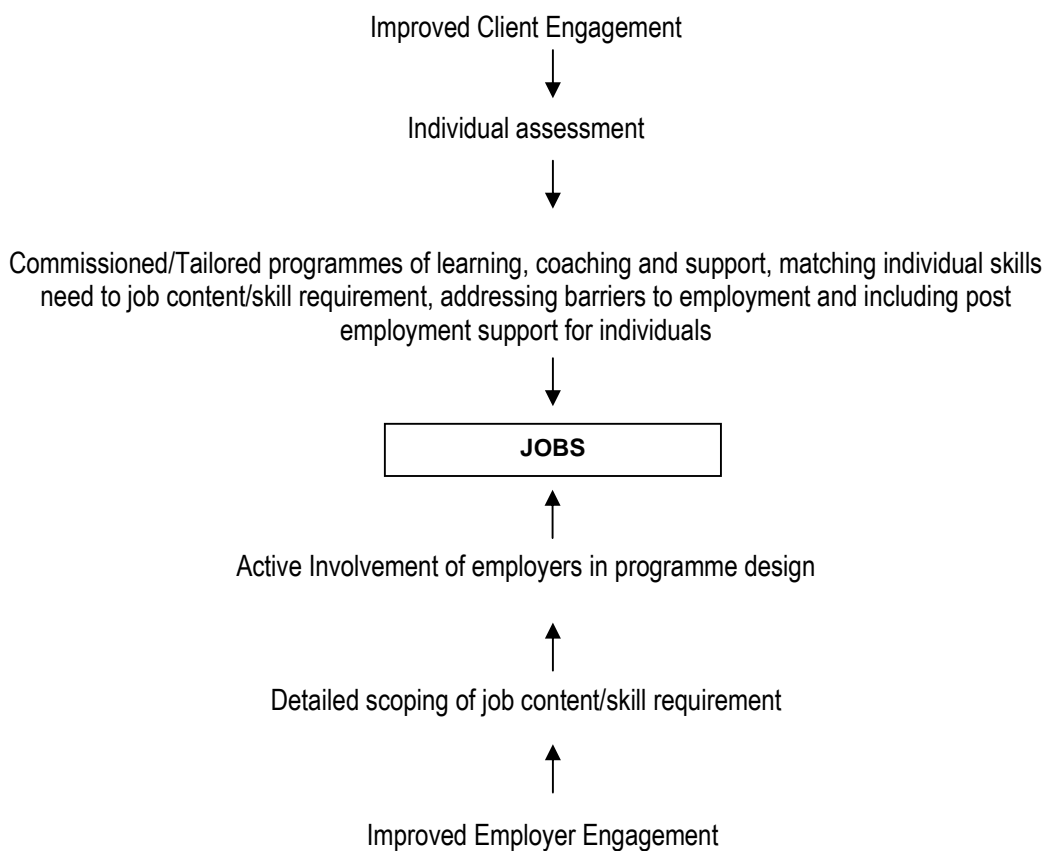 Improved Client Engagement
Individual assessment
Commissioned/Tailored programmes of learning, coaching and support, matching individual skills
need to job content/skill requirement, addressing barriers to employment and including post
employment support for individuals
JOBS
Active Involvement of employers in programme design
Detailed scoping of job content/skill requirement
Improved Employer Engagement